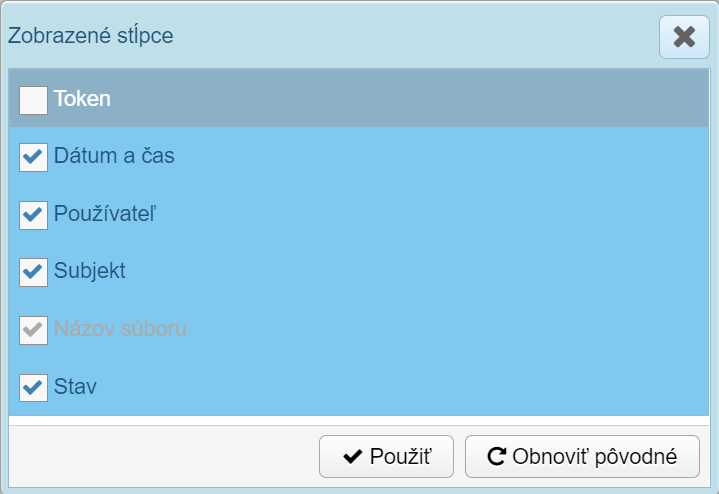 Zobrazené stĺpce
Token
Dátum a čas
Používateľ
Subjekt
Názov súboru
Stav
Použiť
Obnoviť pôvodné